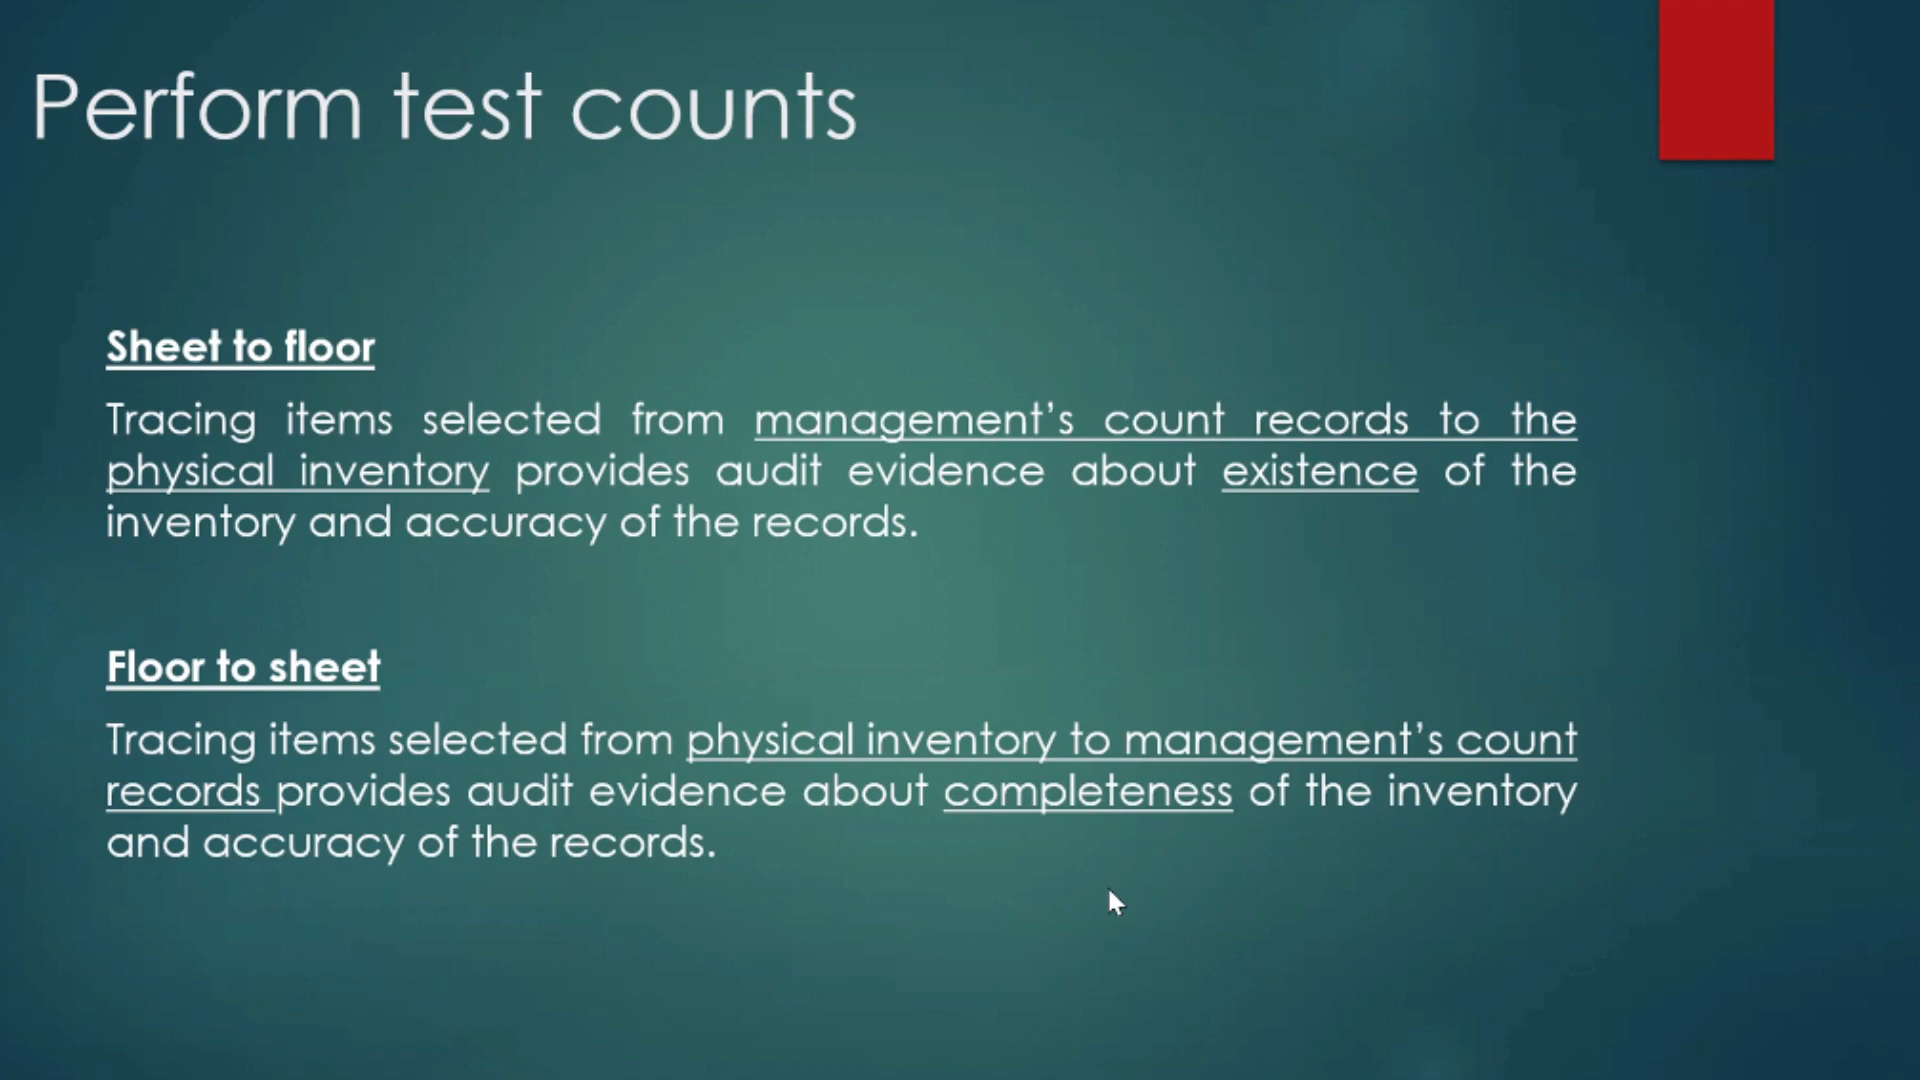 Perform test counts
Sheet to floor
Tracing items selected from management’s count records to the
physical inventory provides audit evidence about existence of the
inventory and accuracy of the records.
Floor to sheet
Tracing items selected from physical inventory to management’s count
records provides audit evidence about completeness of the inventory
and accuracy of the records.